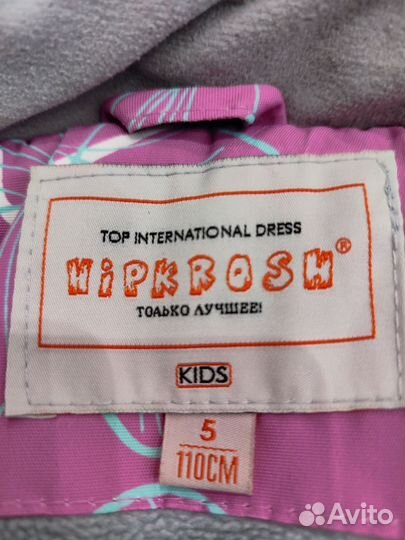 TOP INTERNATIONAL DRESS
HiPKROSH®
ТОЛЬКО ЛУЧШЕЕ!
KIDS
5
110CM
Avito